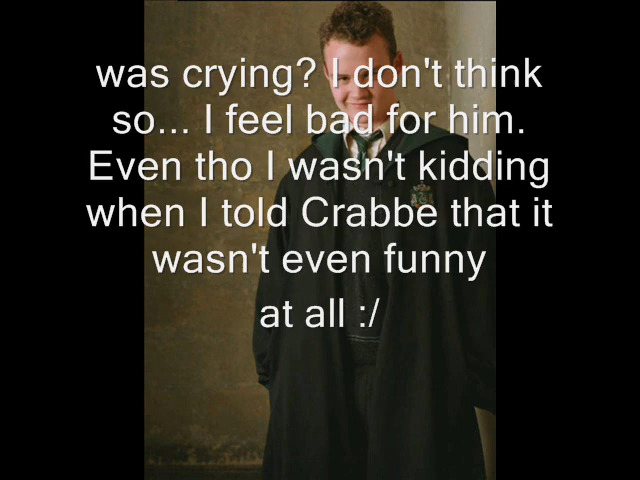 was crying? I don't think
so... I feel bad for him.
Even tho I wasn't kidding
when I told Crabbe that it
wasn't even funny
at all :/